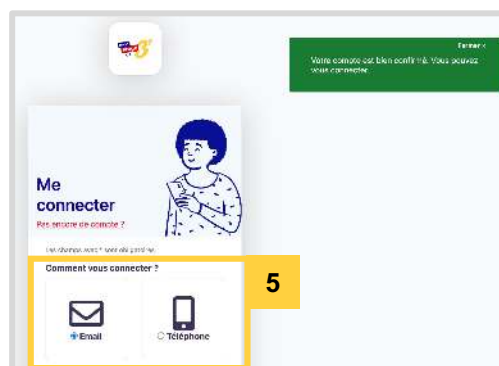 Fermer x
Votre compte est bien confirmé. Vous pouvez
vous connecter.
Me
connecter
Pas encore de compte ?
Les champs avec * sont obligatoires
Comment vous connecter ?
5
Email
Téléphone